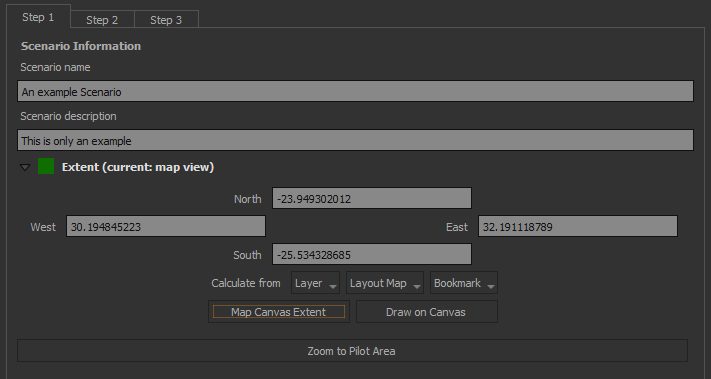 Step 1 Step 2 Step 3
Scenario Information
Scenario name
An example Scenario
Scenario description
This is only an example
Extent (current: map view)
North -23.949302012
West 30.194845223 East 32.191118789
South -25.534328685
Calculate from Layer Layout Map Bookmark
Map Canvas Extent Draw on Canvas
Zoom to Pilot Area